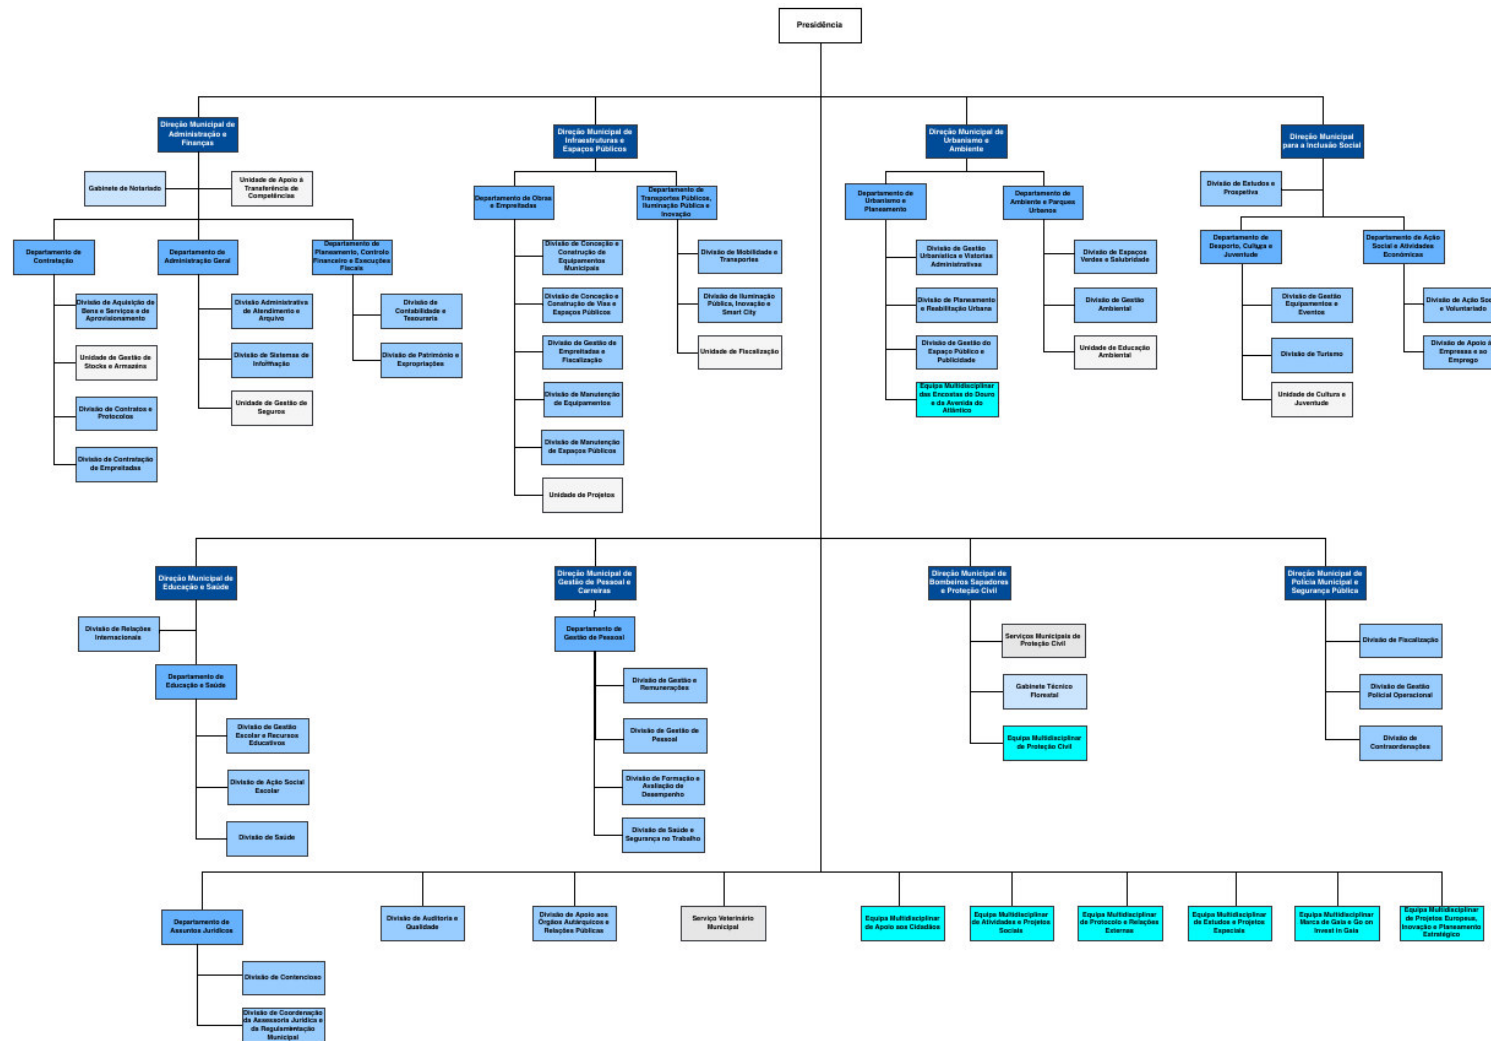 Presidência
Direção Municipal de
Administração e
Finanças
Direção Municipal de
Infraestruturas e
Espaços Públicos
Direção Municipal de
Urbanismo e
Ambiente
Direção Municipal
para a Inclusão Social
Gabinete de Notariado
Unidade de Apoio à
Transferência de
Competências
Departamento de
Contratação
Departamento de
Administração Geral
Departamento de
Planeamento, Controlo
Financeiro e Execuções
Fiscais
Divisão de Aquisição de
Bens e Serviços e de
Aprovisionamento
Unidade de Gestão de
Stocks e Armazéns
Divisão de Contratos e
Protocolos
Divisão de Contratação
de Empreitadas
Divisão Administrativa
de Atendimento e
Arquivo
Divisão de Sistemas de
Unidade de Gestão de
Seguros
Divisão de
Contabilidade e
Tesouraria
Divisão de Património e
Expropriações
Departamento de Obras
e Empreitadas
Departamento de
Transportes Públicos,
Iluminação Pública e
Inovação
Divisão de Conceção e
Construção de
Equipamentos
Municipais
Divisão de Conceção e
Construção de Vias e
Espaços Públicos
Divisão de Gestão de
Empreitadas e
Fiscalização
Divisão de Manutenção
de Equipamentos
Divisão de Manutenção
de Espaços Públicos
Unidade de Projetos
Divisão de Mobilidade e
Transportes
Divisão de Iluminação
Pública, Inovação e
Smart City
Unidade de Fiscalização
Departamento de
Urbanismo e
Planeamento
Departamento de
Ambiente e Parques
Urbanos
Divisão de Gestão
Urbanística e Vistorias
Administrativas
Divisão de Planeamento
e Reabilitação Urbana
Divisão de Gestão do
Espaço Público e
Publicidade
Equipa Multidisciplinar
das Encostas do Douro
e da Avenida do
Atlântico
Divisão de Espaços
Verdes e Salubridade
Divisão de Gestão
Ambiental
Unidade de Educação
Ambiental
Divisão de Estudos e
Prospetiva
Departamento de
Desporto, Cultura e
Juventude
Departamento de Ação
Social e Atividades
Económicas
Divisão de Gestão
Equipamentos e
Eventos
Divisão de Turismo
Unidade de Cultura e
Juventude
Divisão de Ação Soc
e Voluntariado
Divisão de Apoio à
Empresas e ao
Emprego
Direção Municipal de
Educação e Saúde
Direção Municipal de
Gestão de Pessoal e
Carreiras
Direção Municipal de
Bombeiros Sapadores
e Proteção Civil
Direção Municipal de
Polícia Municipal e
Segurança Pública
Divisão de Relações
Internacionais
Departamento de
Educação e Saúde
Divisão de Gestão
Escolar e Recursos
Educativos
Divisão de Ação Social
Escolar
Divisão de Saúde
Departamento de
Gestão de Pessoal
Divisão de Gestão e
Remunerações
Divisão de Gestão de
Pessoal
Divisão de Formação e
Avaliação de
Desempenho
Divisão de Saúde e
Segurança no Trabalho
Serviços Municipais de
Proteção Civil
Gabinete Técnico
Florestal
Equipa Multidisciplinar
de Proteção Civil
Divisão de Fiscalização
Divisão de Gestão
Policial Operacional
Divisão de
Contraordenações
Departamento de
Assuntos Jurídicos
Divisão de Auditoria e
Qualidade
Divisão de Apoio aos
Órgãos Autárquicos e
Relações Públicas
Serviço Veterinário
Municipal
Equipa Multidisciplinar
de Apoio aos Cidadãos
Equipa Multidisciplinar
de Atividades e Projetos
Sociais
Equipa Multidisciplinar
de Protocolo e Relações
Externas
Equipa Multidisciplinar
de Estudos e Projetos
Especiais
Equipa Multidisciplinar
Marca de Gaia e Go on
Invest in Gaia
Equipa Multidisciplinar
de Projetos Europeus,
Inovação e Planeamento
Estratégico
Divisão de Contencioso
Divisão de Coordenação
da Assessoria Jurídica e
da Regulamentação
Municipal